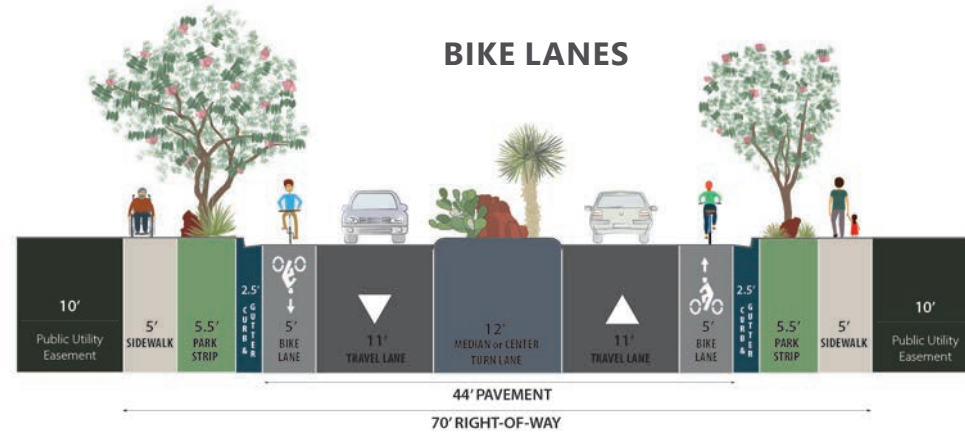 BIKE LANES
10’
Public Utility
Easement
5’
SIDEWALK
5.5’
PARK
STRIP
2.5’
CURB &
GUTTER
5’
BIKE
LANE
11’
TRAVEL LANE
12’
MEDIAN or CENTER
TURN LANE
11’
TRAVEL LANE
5’
BIKE
LANE
2.5’
CURB &
GUTTER
5.5’
PARK
STRIP
5’
SIDEWALK
10’
Public Utility
Easement
44’ PAVEMENT
70’ RIGHT-OF-WAY